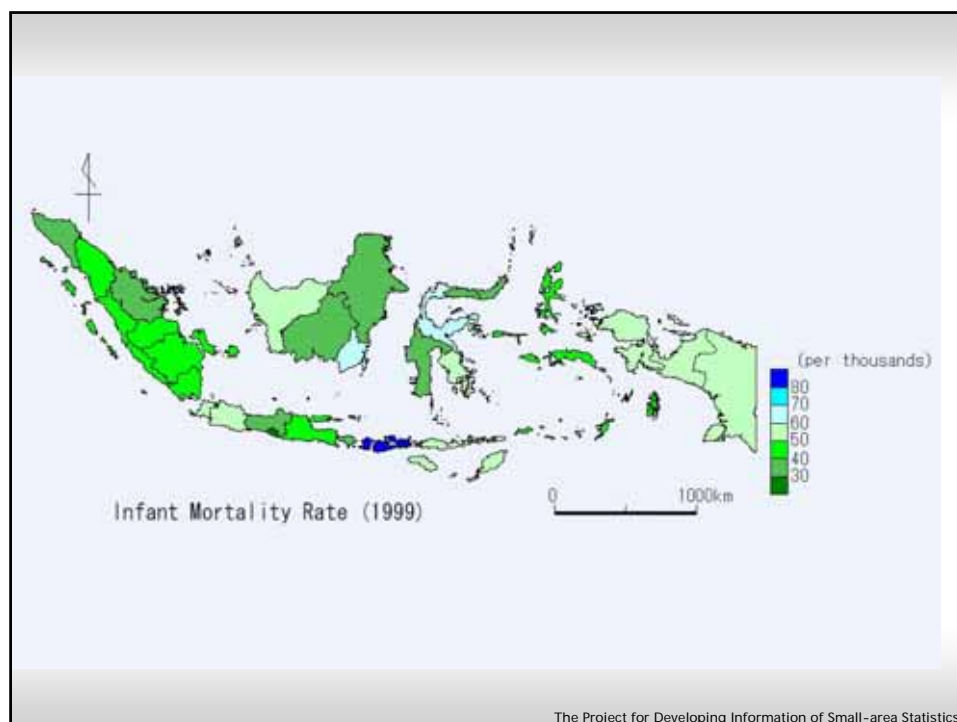 (per thousands)
80
70
60
50
40
30
0 1000km
Infant Mortality Rate (1999)
The Project for Developing Information of Small-area Statistics